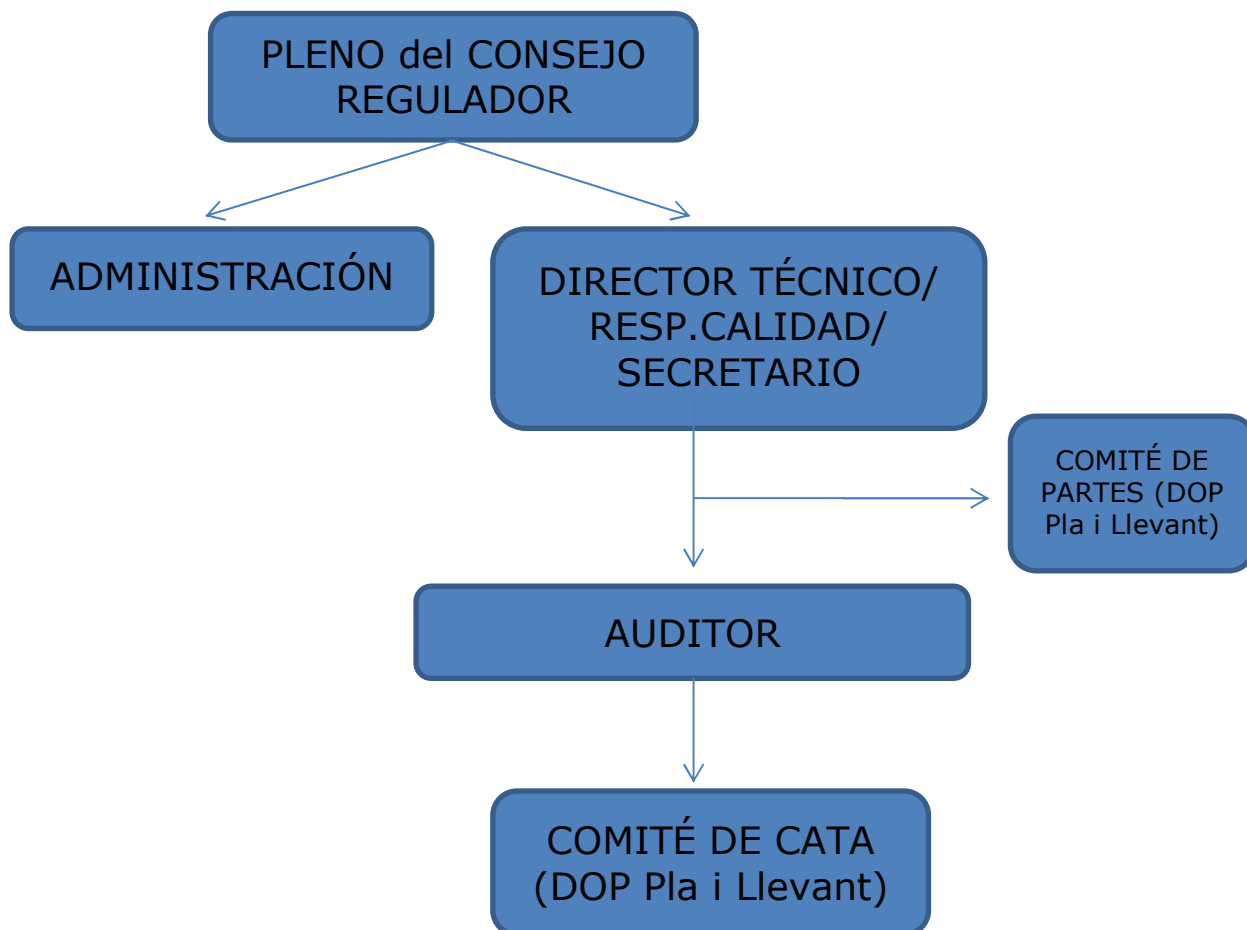 PLENO del CONSEJO
REGULADOR
ADMINISTRACIÓN
DIRECTOR TÉCNICO/
RESP.CALIDAD/
SECRETARIO
COMITÉ DE
PARTES (DOP
Pla i Llevant)
AUDITOR
COMITÉ DE CATA
(DOP Pla i Llevant)